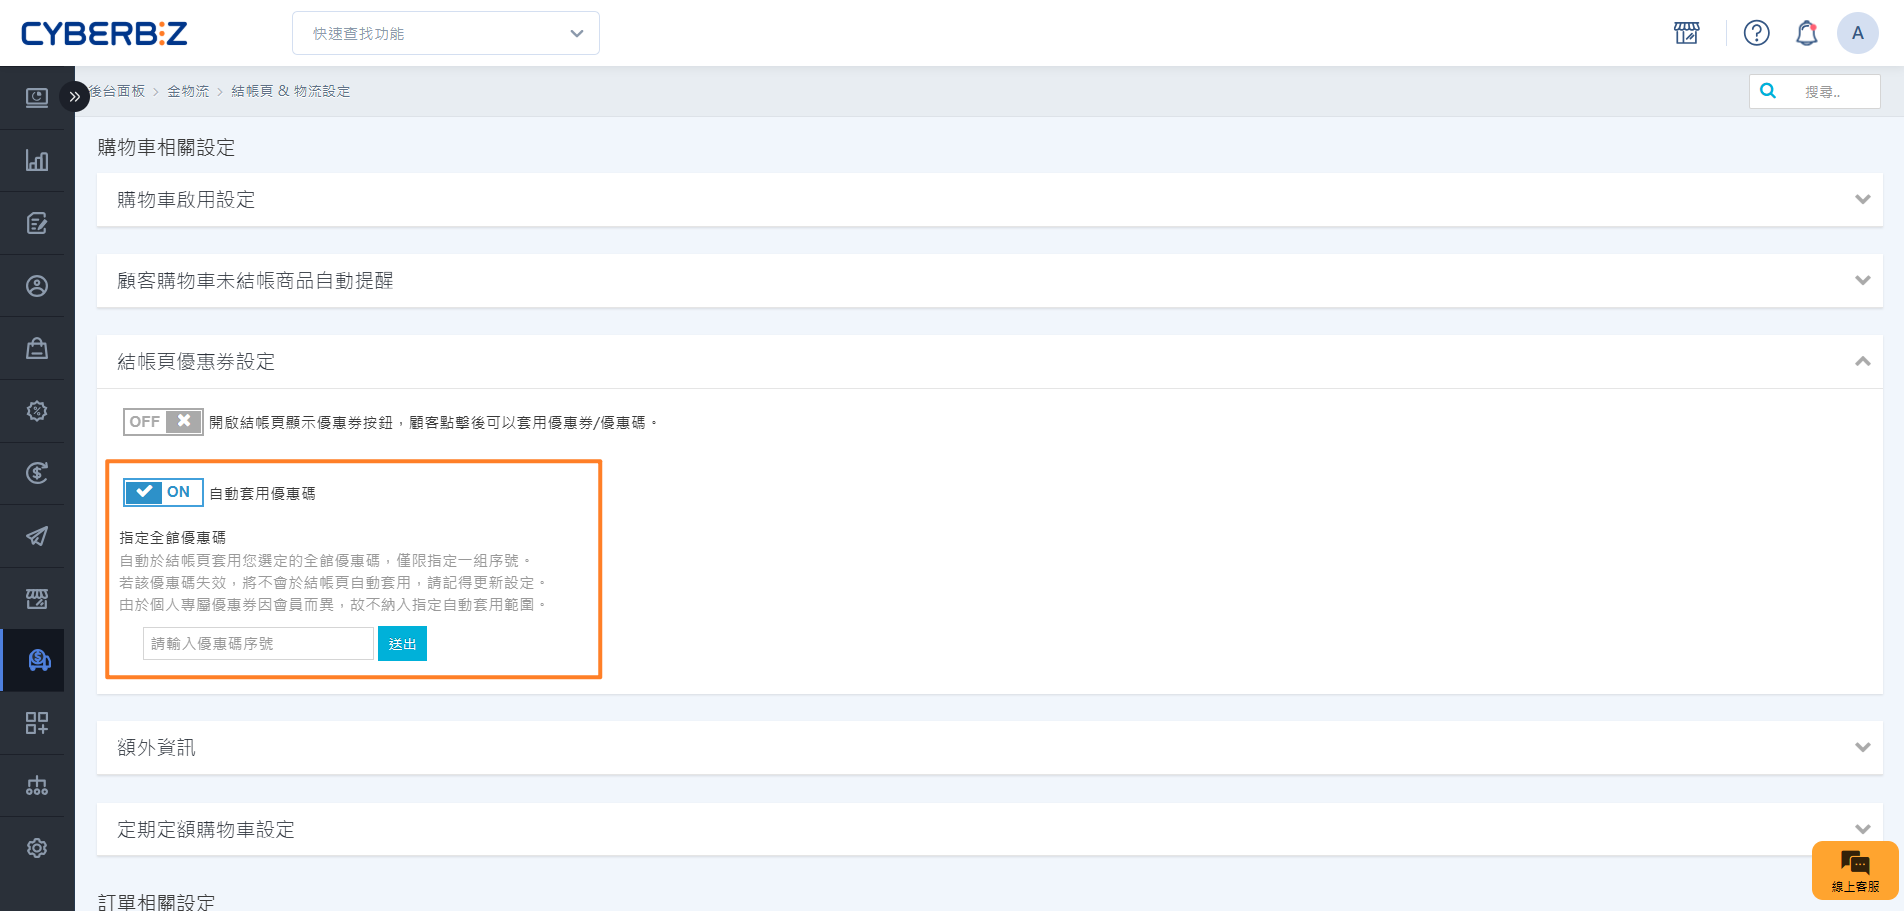 CYBERBIZ
快速查找功能
A
後台面板 > 金物流 > 結帳頁 & 物流設定
搜尋..
購物車相關設定
購物車啟用設定
顧客購物車未結帳商品自動提醒
結帳頁優惠券設定
OFF 開啟結帳頁顯示優惠券按鈕，顧客點擊後可以套用優惠券/優惠碼。
ON 自動套用優惠碼
指定全館優惠碼
自動於結帳頁套用您選定的全館優惠碼，僅限指定一組序號。
若該優惠碼失效，將不會於結帳頁自動套用，請記得更新設定。
由於個人專屬優惠券因會員而異，故不納入指定自動套用範圍。
請輸入優惠碼序號
送出
額外資訊
定期定額購物車設定
線上客服
訂單相關設定